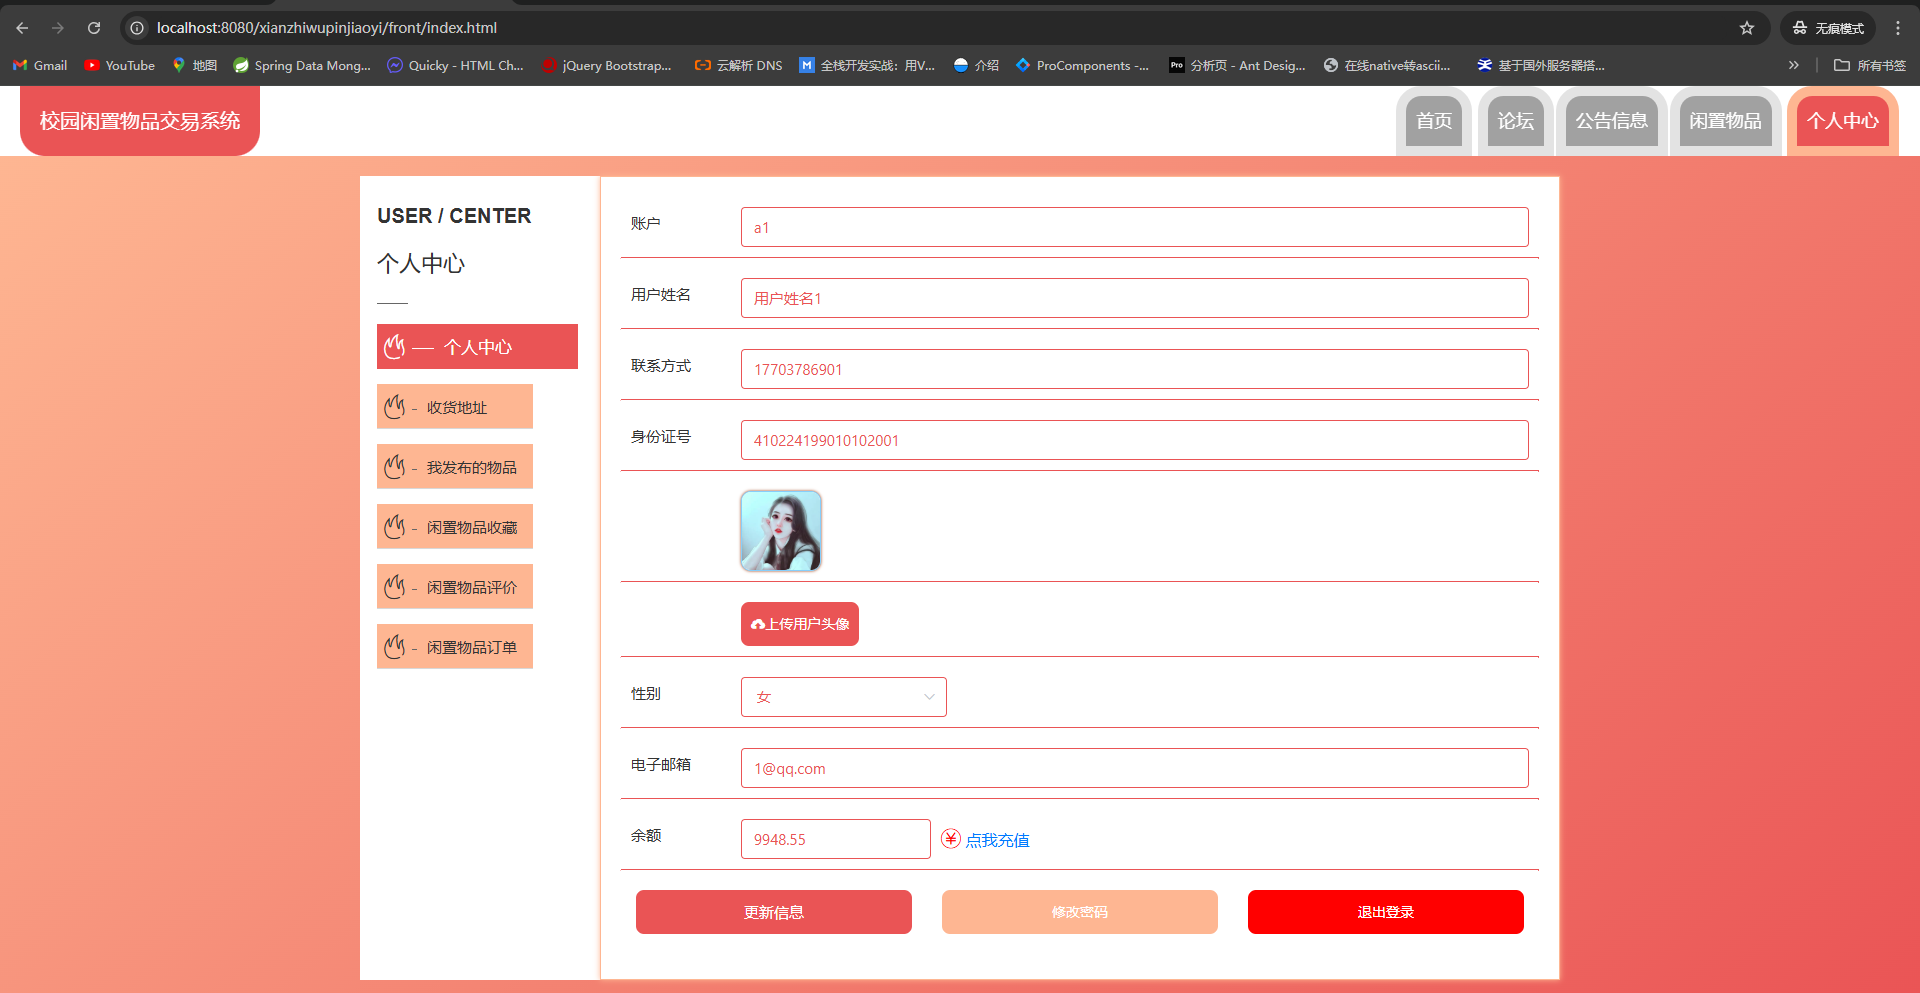 localhost:8080/xianzhiwupinjiaoyi/front/index.html
无痕模式
Gmail
YouTube
地图
Spring Data Mong...
Quicky - HTML Ch...
jQuery Bootstrap...
云解析 DNS
全栈开发实战：用V...
介绍
ProComponents -...
Pro
分析页 - Ant Desig...
在线native转ascii...
基于国外服务器搭...
所有书签
校园闲置物品交易系统
首页
论坛
公告信息
闲置物品
个人中心
USER / CENTER
个人中心
个人中心
- 收货地址
- 我发布的物品
- 闲置物品收藏
- 闲置物品评价
- 闲置物品订单
账户
a1
用户姓名
用户姓名1
联系方式
17703786901
身份证号
410224199010102001
上传用户头像
性别
女
电子邮箱
1@qq.com
余额
9948.55
¥ 点我充值
更新信息
修改密码
退出登录